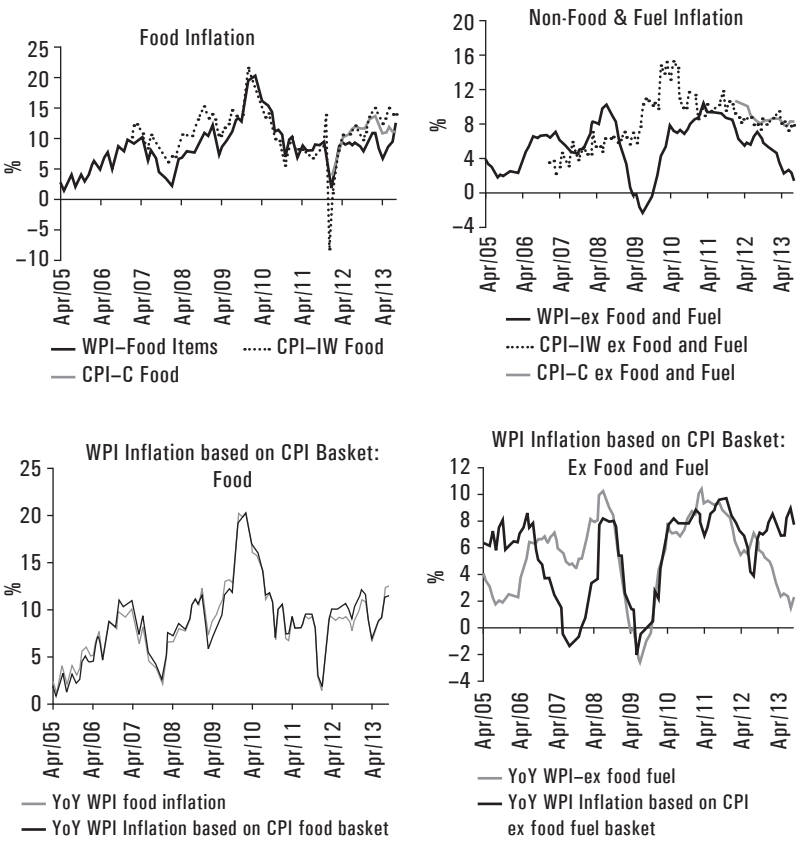 Food Inflation
25
20
15
10
5
0
−5
−10
%
Apr/05
Apr/06
Apr/07
Apr/08
Apr/09
Apr/10
Apr/11
Apr/12
Apr/13
WPI–Food Items
CPI–IW Food
CPI–C Food
Non-Food & Fuel Inflation
20
16
12
8
4
0
−4
%
Apr/05
Apr/06
Apr/07
Apr/08
Apr/09
Apr/10
Apr/11
Apr/12
Apr/13
WPI–ex Food and Fuel
CPI–IW ex Food and Fuel
CPI–C ex Food and Fuel
WPI Inflation based on CPI Basket:
Food
25
20
15
10
5
0
%
Apr/05
Apr/06
Apr/07
Apr/08
Apr/09
Apr/10
Apr/11
Apr/12
Apr/13
YoY WPI food inflation
YoY WPI Inflation based on CPI food basket
WPI Inflation based on CPI Basket:
Ex Food and Fuel
12
10
8
6
4
2
0
−2
−4
%
Apr/05
Apr/06
Apr/07
Apr/08
Apr/09
Apr/10
Apr/11
Apr/12
Apr/13
YoY WPI–ex food fuel
YoY WPI Inflation based on CPI
ex food fuel basket